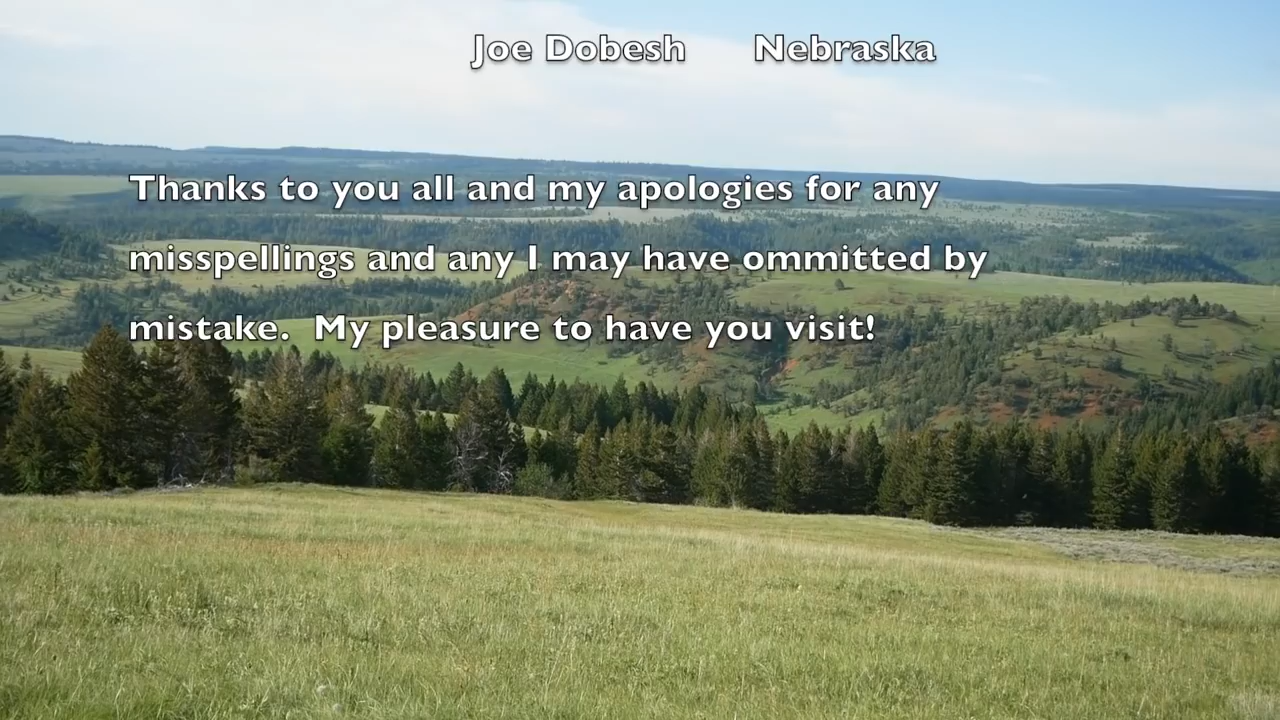 Joe Dobesh Nebraska
Thanks to you all and my apologies for any
misspellings and any I may have ommitted by
mistake. My pleasure to have you visit!